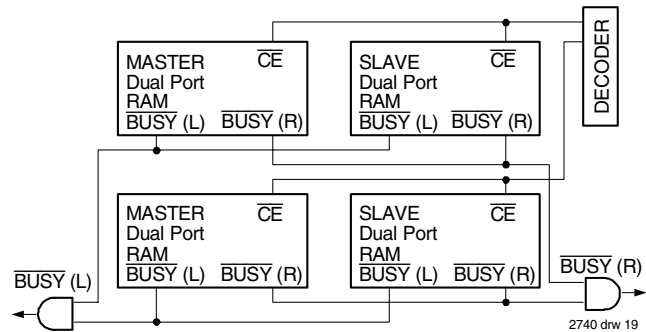 MASTER
Dual Port
RAM
CE
BUSY (L) BUSY (R)
SLAVE
Dual Port
RAM
CE
BUSY (L) BUSY (R)
DECODER
MASTER
Dual Port
RAM
CE
BUSY (L) BUSY (R)
SLAVE
Dual Port
RAM
CE
BUSY (L) BUSY (R)
BUSY (L)
BUSY (R)
2740 drw 19